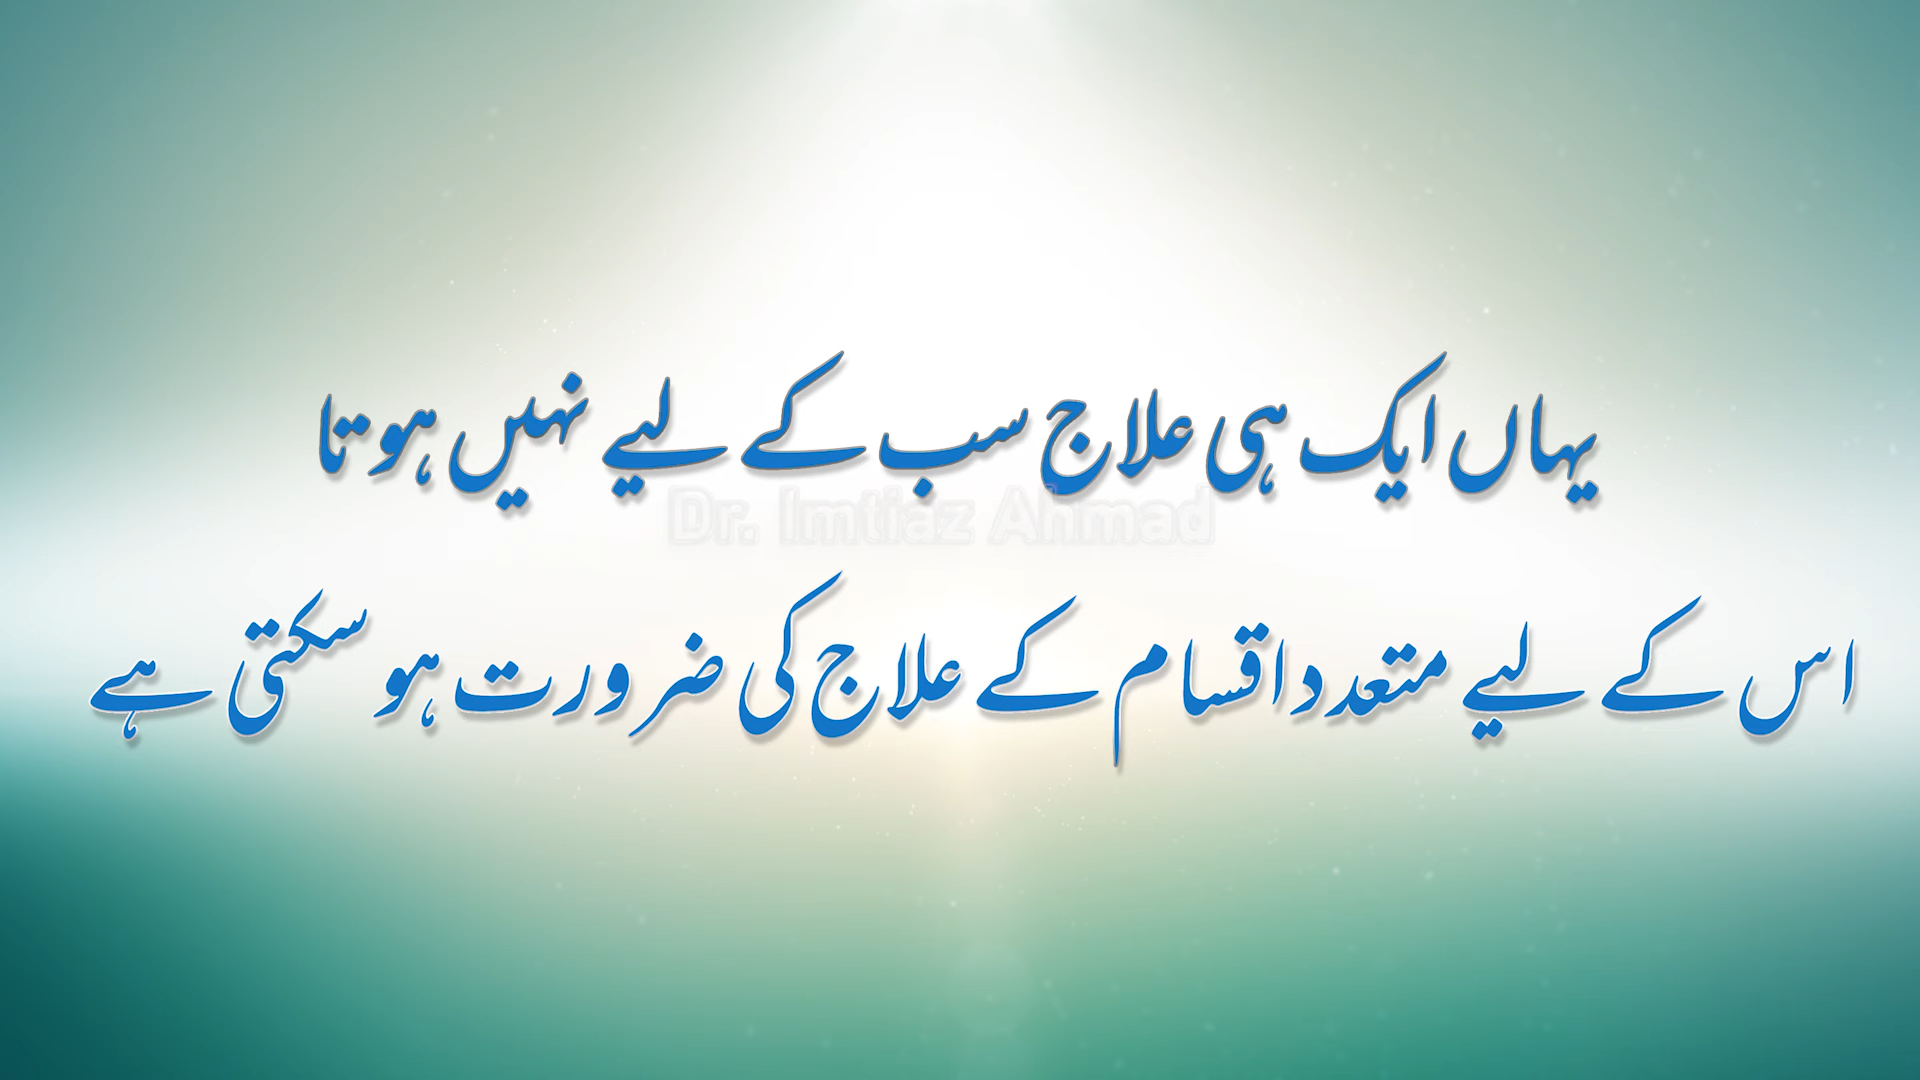 یہاں ایک ہی علاج سب کے لیے نہیں ہوتا
Dr. Imtiaz Ahmad
اس کے لیے متعدد اقسام کے علاج کی ضرورت ہو سکتی ہے